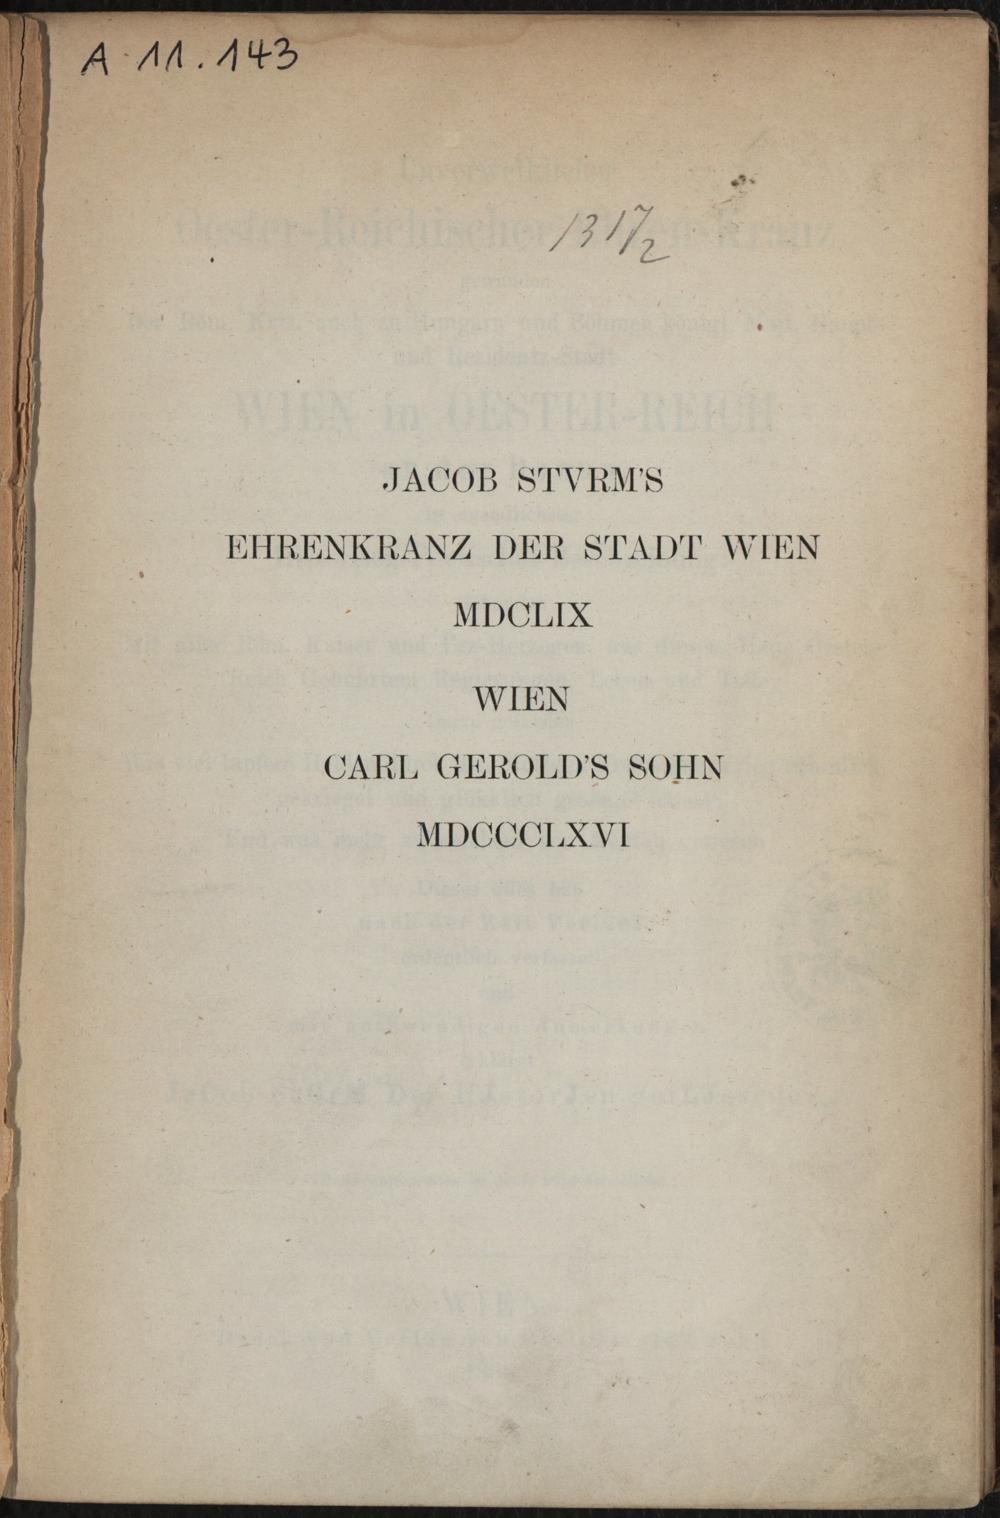 A 11.143
1317/2
JACOB STVRM'S
EHRENKRANZ DER STADT WIEN
MDCLIX
WIEN
CARL GEROLD'S SOHN
MDCCCLXVI